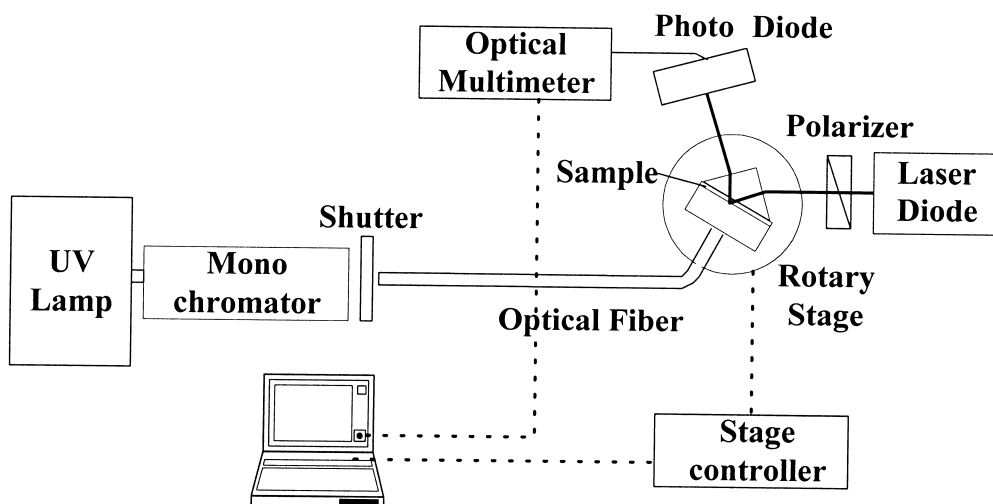 Photo Diode
Optical
Multimeter
Polarizer
Sample
Laser
Diode
Shutter
UV
Lamp
Mono
chromator
Rotary
Stage
Optical Fiber
Stage
controller